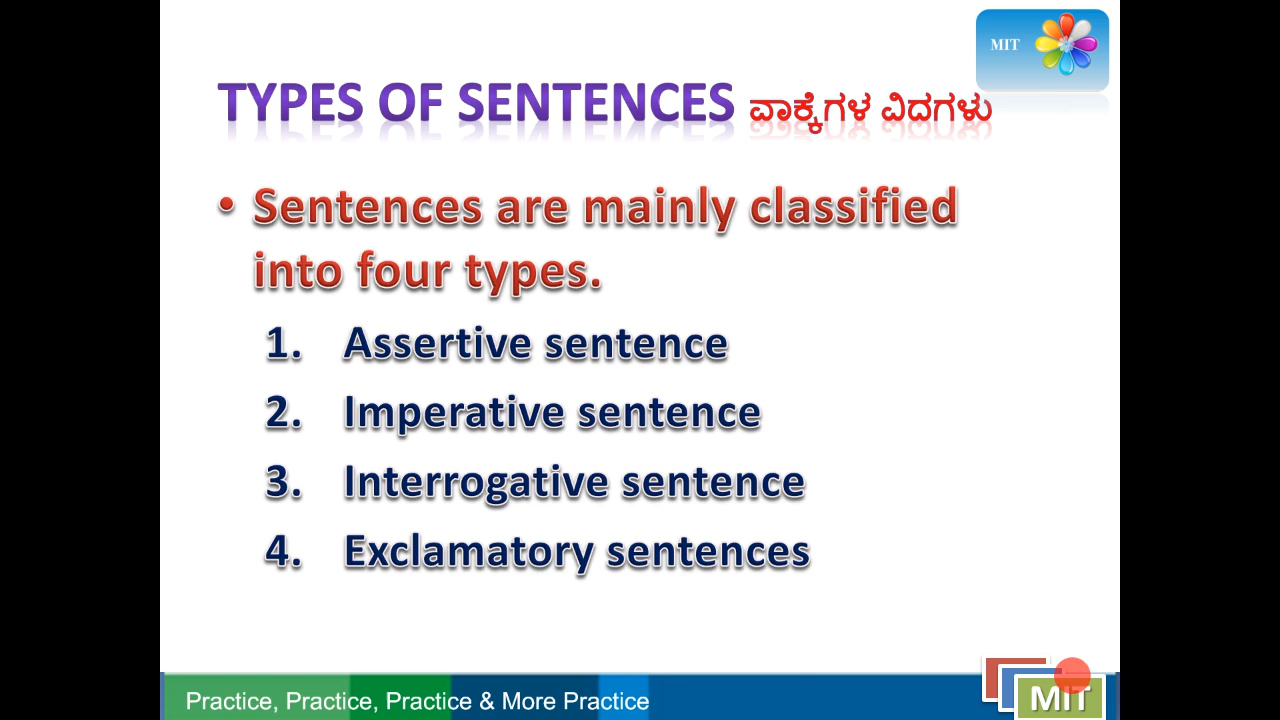 MIT
TYPES OF SENTENCES ವಾಕ್ಕೆಗಳ ವಿದಗಳು
• Sentences are mainly classified
into four types.
1. Assertive sentence
2. Imperative sentence
3. Interrogative sentence
4. Exclamatory sentences
Practice, Practice, Practice & More Practice
MIT